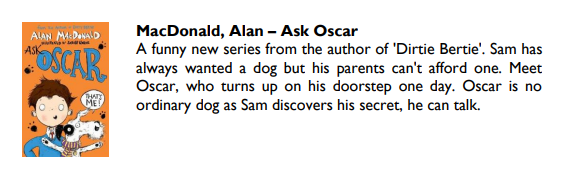 ALAN MACDONALD
ASK
OSCAR
THAT'S
ME!
MacDonald, Alan – Ask Oscar
A funny new series from the author of 'Dirtie Bertie'. Sam has
always wanted a dog but his parents can't afford one. Meet
Oscar, who turns up on his doorstep one day. Oscar is no
ordinary dog as Sam discovers his secret, he can talk.